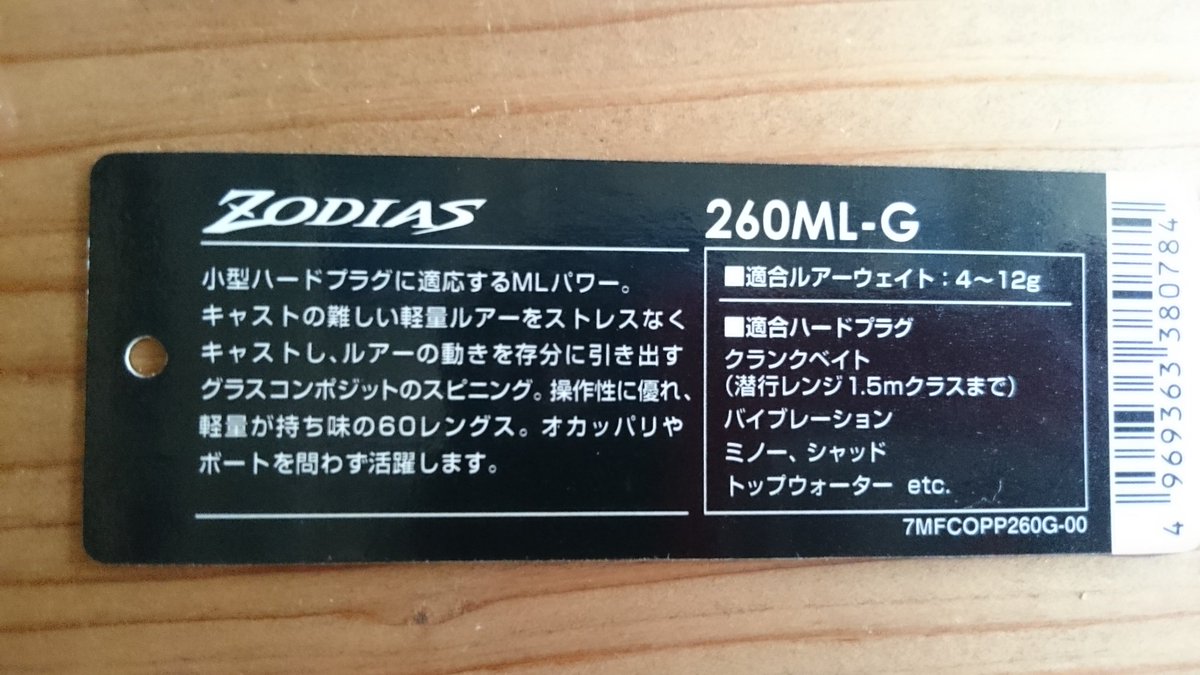 ZODIAS
小型ハードプラグに適応するMLパワー。
キャストの難しい軽量ルアーをストレスなく
キャストし、ルアーの動きを存分に引き出す
グラスコンポジットのスピニング。操作性に優れ、
軽量が持ち味の60レングス。オカッパリや
ボートを問わず活躍します。
260ML-G
■適合ルアーウェイト：4～12g
■適合ハードプラグ
クランクベイト
（潜行レンジ1.5mクラスまで）
バイブレーション
ミノー、シャッド
トップウォーター etc.
7MFCOPP260G-00
4 969363 380784